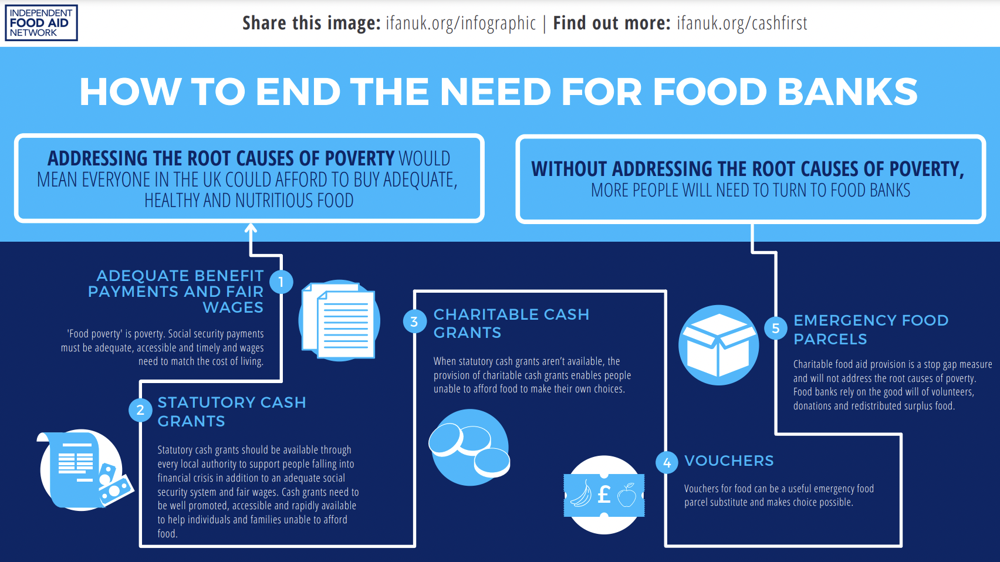 INDEPENDENT
FOOD AID
NETWORK
Share this image: ifanuk.org/infographic | Find out more: ifanuk.org/cashfirst
HOW TO END THE NEED FOR FOOD BANKS
ADDRESSING THE ROOT CAUSES OF POVERTY WOULD
MEAN EVERYONE IN THE UK COULD AFFORD TO BUY ADEQUATE,
HEALTHY AND NUTRITIOUS FOOD
WITHOUT ADDRESSING THE ROOT CAUSES OF POVERTY,
MORE PEOPLE WILL NEED TO TURN TO FOOD BANKS
1
ADEQUATE BENEFIT
PAYMENTS AND FAIR
WAGES
'Food poverty' is poverty. Social security payments
must be adequate, accessible and timely and wages
need to match the cost of living.
2
STATUTORY CASH
GRANTS
Statutory cash grants should be available through
every local authority to support people falling into
financial crisis in addition to an adequate social
security system and fair wages. Cash grants need to
be well promoted, accessible and rapidly available
to help individuals and families unable to afford
food.
3
CHARITABLE CASH
GRANTS
When statutory cash grants aren’t available, the
provision of charitable cash grants enables people
unable to afford food to make their own choices.
4
VOUCHERS
Vouchers for food can be a useful emergency food
parcel substitute and makes choice possible.
£
5
EMERGENCY FOOD
PARCELS
Charitable food aid provision is a stop gap measure
and will not address the root causes of poverty.
Food banks rely on the good will of volunteers,
donations and redistributed surplus food.